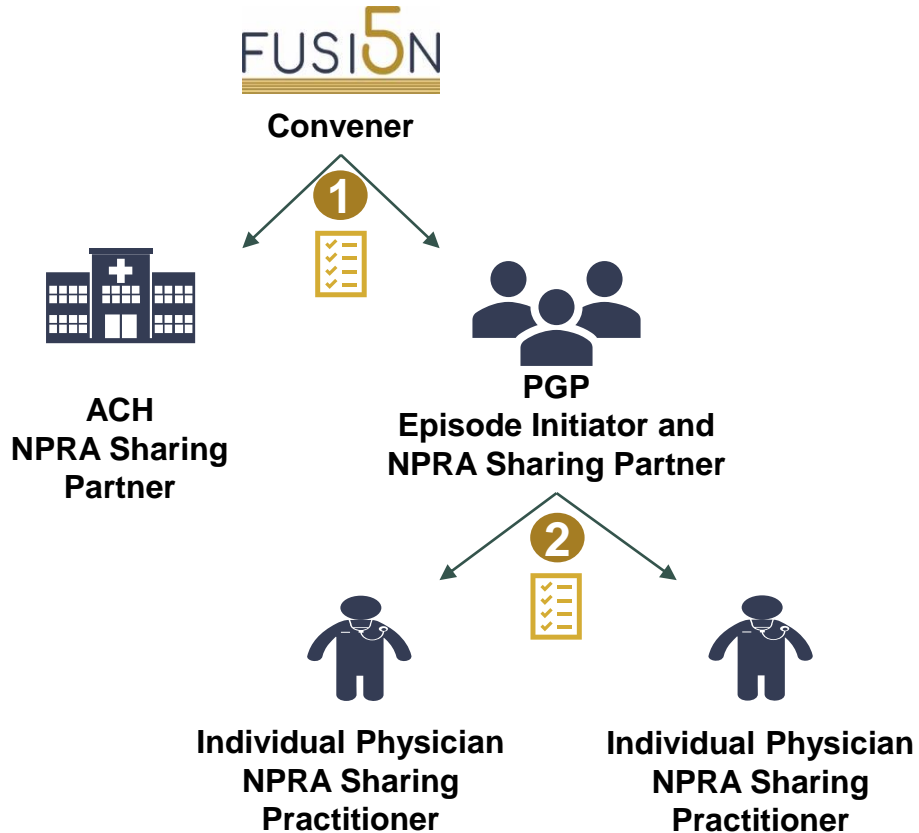 FUSI5N
Convener
1
ACH
NPRA Sharing
Partner
PGP
Episode Initiator and
NPRA Sharing Partner
2
Individual Physician
NPRA Sharing
Practitioner
Individual Physician
NPRA Sharing
Practitioner